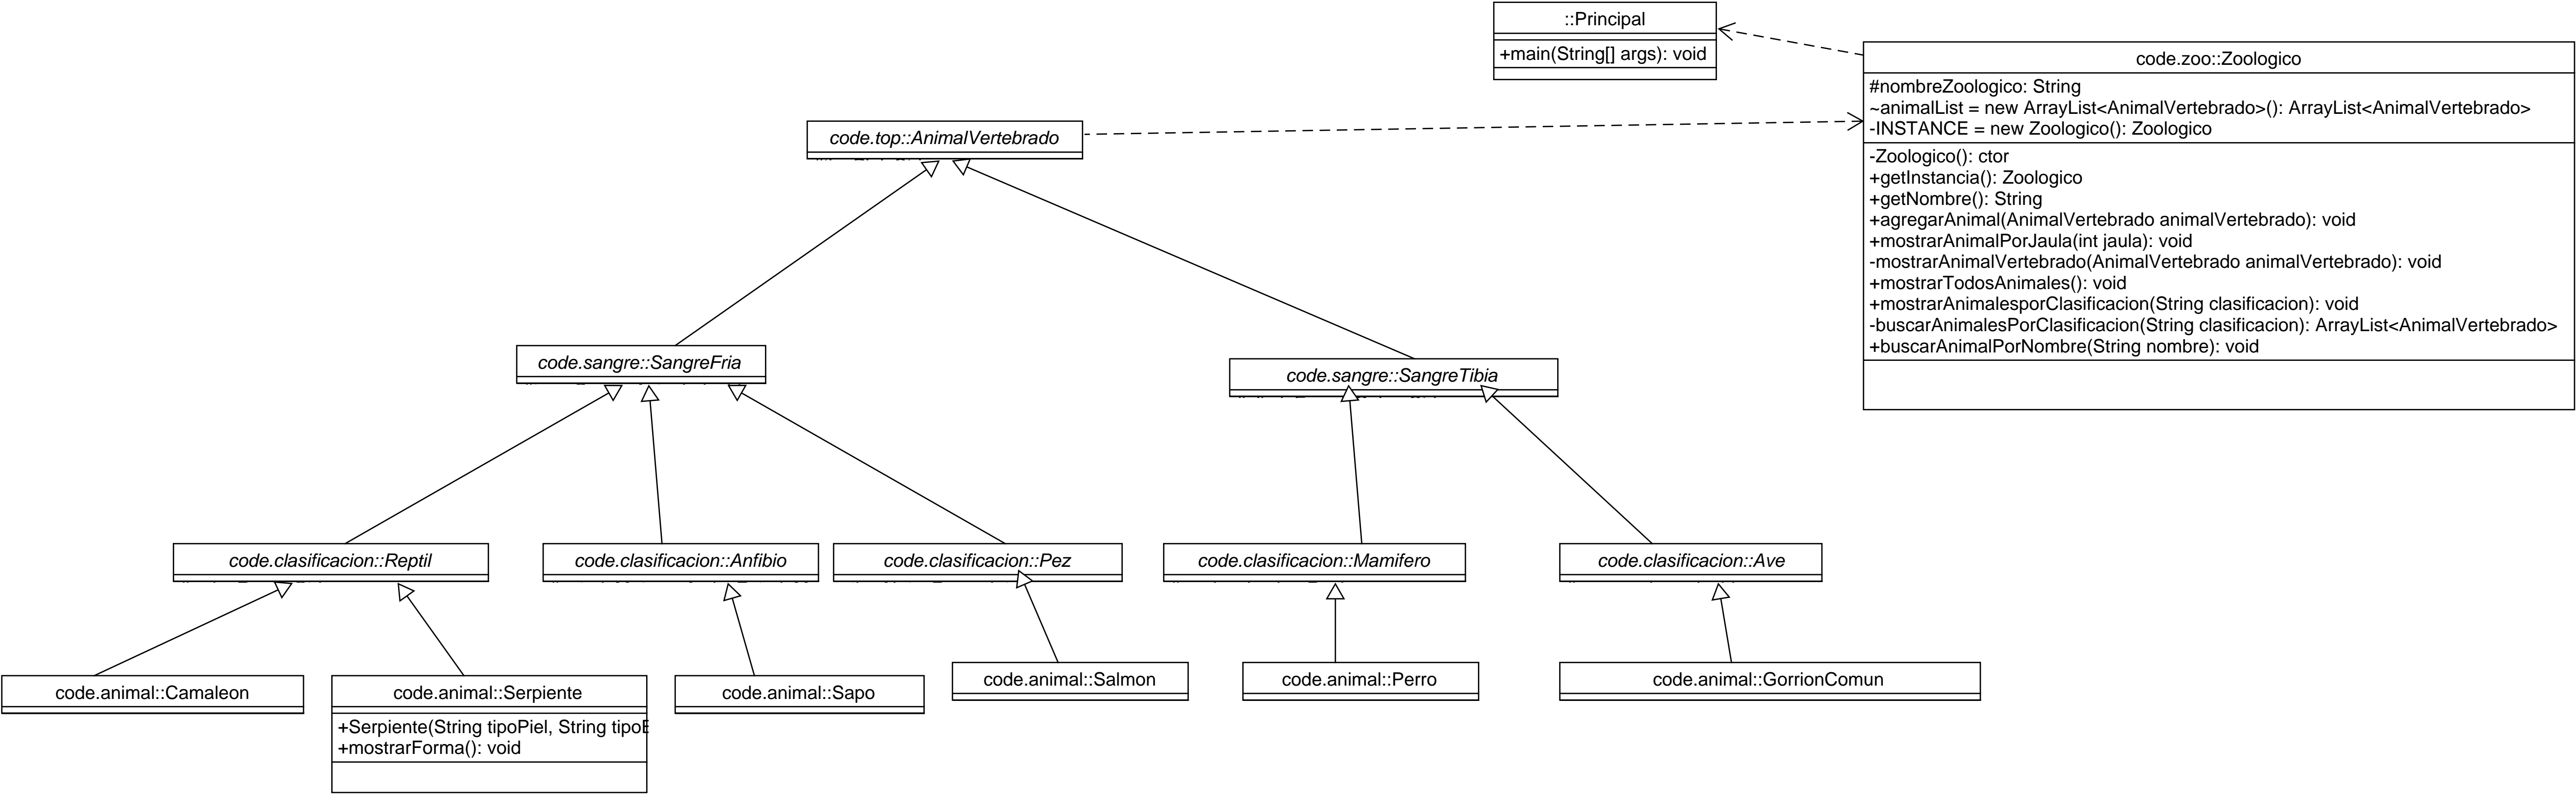 ::Principal
+main(String[] args): void
code.zoo::Zoologico
#nombreZoologico: String
~animalList = new ArrayList<AnimalVertebrado>(): ArrayList<AnimalVertebrado>
-INSTANCE = new Zoologico(): Zoologico
-Zoologico(): ctor
+getInstancia(): Zoologico
+getNombre(): String
+agregarAnimal(AnimalVertebrado animalVertebrado): void
+mostrarAnimalPorJaula(int jaula): void
-mostrarAnimalVertebrado(AnimalVertebrado animalVertebrado): void
+mostrarTodosAnimales(): void
+mostrarAnimalesporClasificacion(String clasificacion): void
-buscarAnimalesPorClasificacion(String clasificacion): ArrayList<AnimalVertebrado>
+buscarAnimalPorNombre(String nombre): void
code.top::AnimalVertebrado
code.sangre::SangreFria
code.sangre::SangreTibia
code.clasificacion::Reptil
code.clasificacion::Anfibio
code.clasificacion::Pez
code.clasificacion::Mamifero
code.clasificacion::Ave
code.animal::Camaleon
code.animal::Serpiente
+Serpiente(String tipoPiel, String
+mostrarForma(): void
code.animal::Sapo
code.animal::Salmon
code.animal::Perro
code.animal::GorrionComun